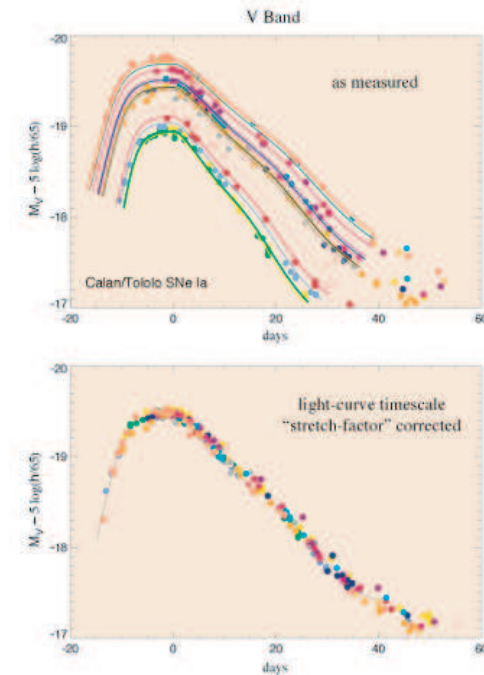 V Band
-20
as measured
-19
M_V – 5 log(h/65)
-18
Calan/Tololo SNe Ia
-17
-20 0 20 40 60
days
-20
light-curve timescale
"stretch-factor" corrected
-19
M_V – 5 log(h/65)
-18
-17
-20 0 20 40 60
days